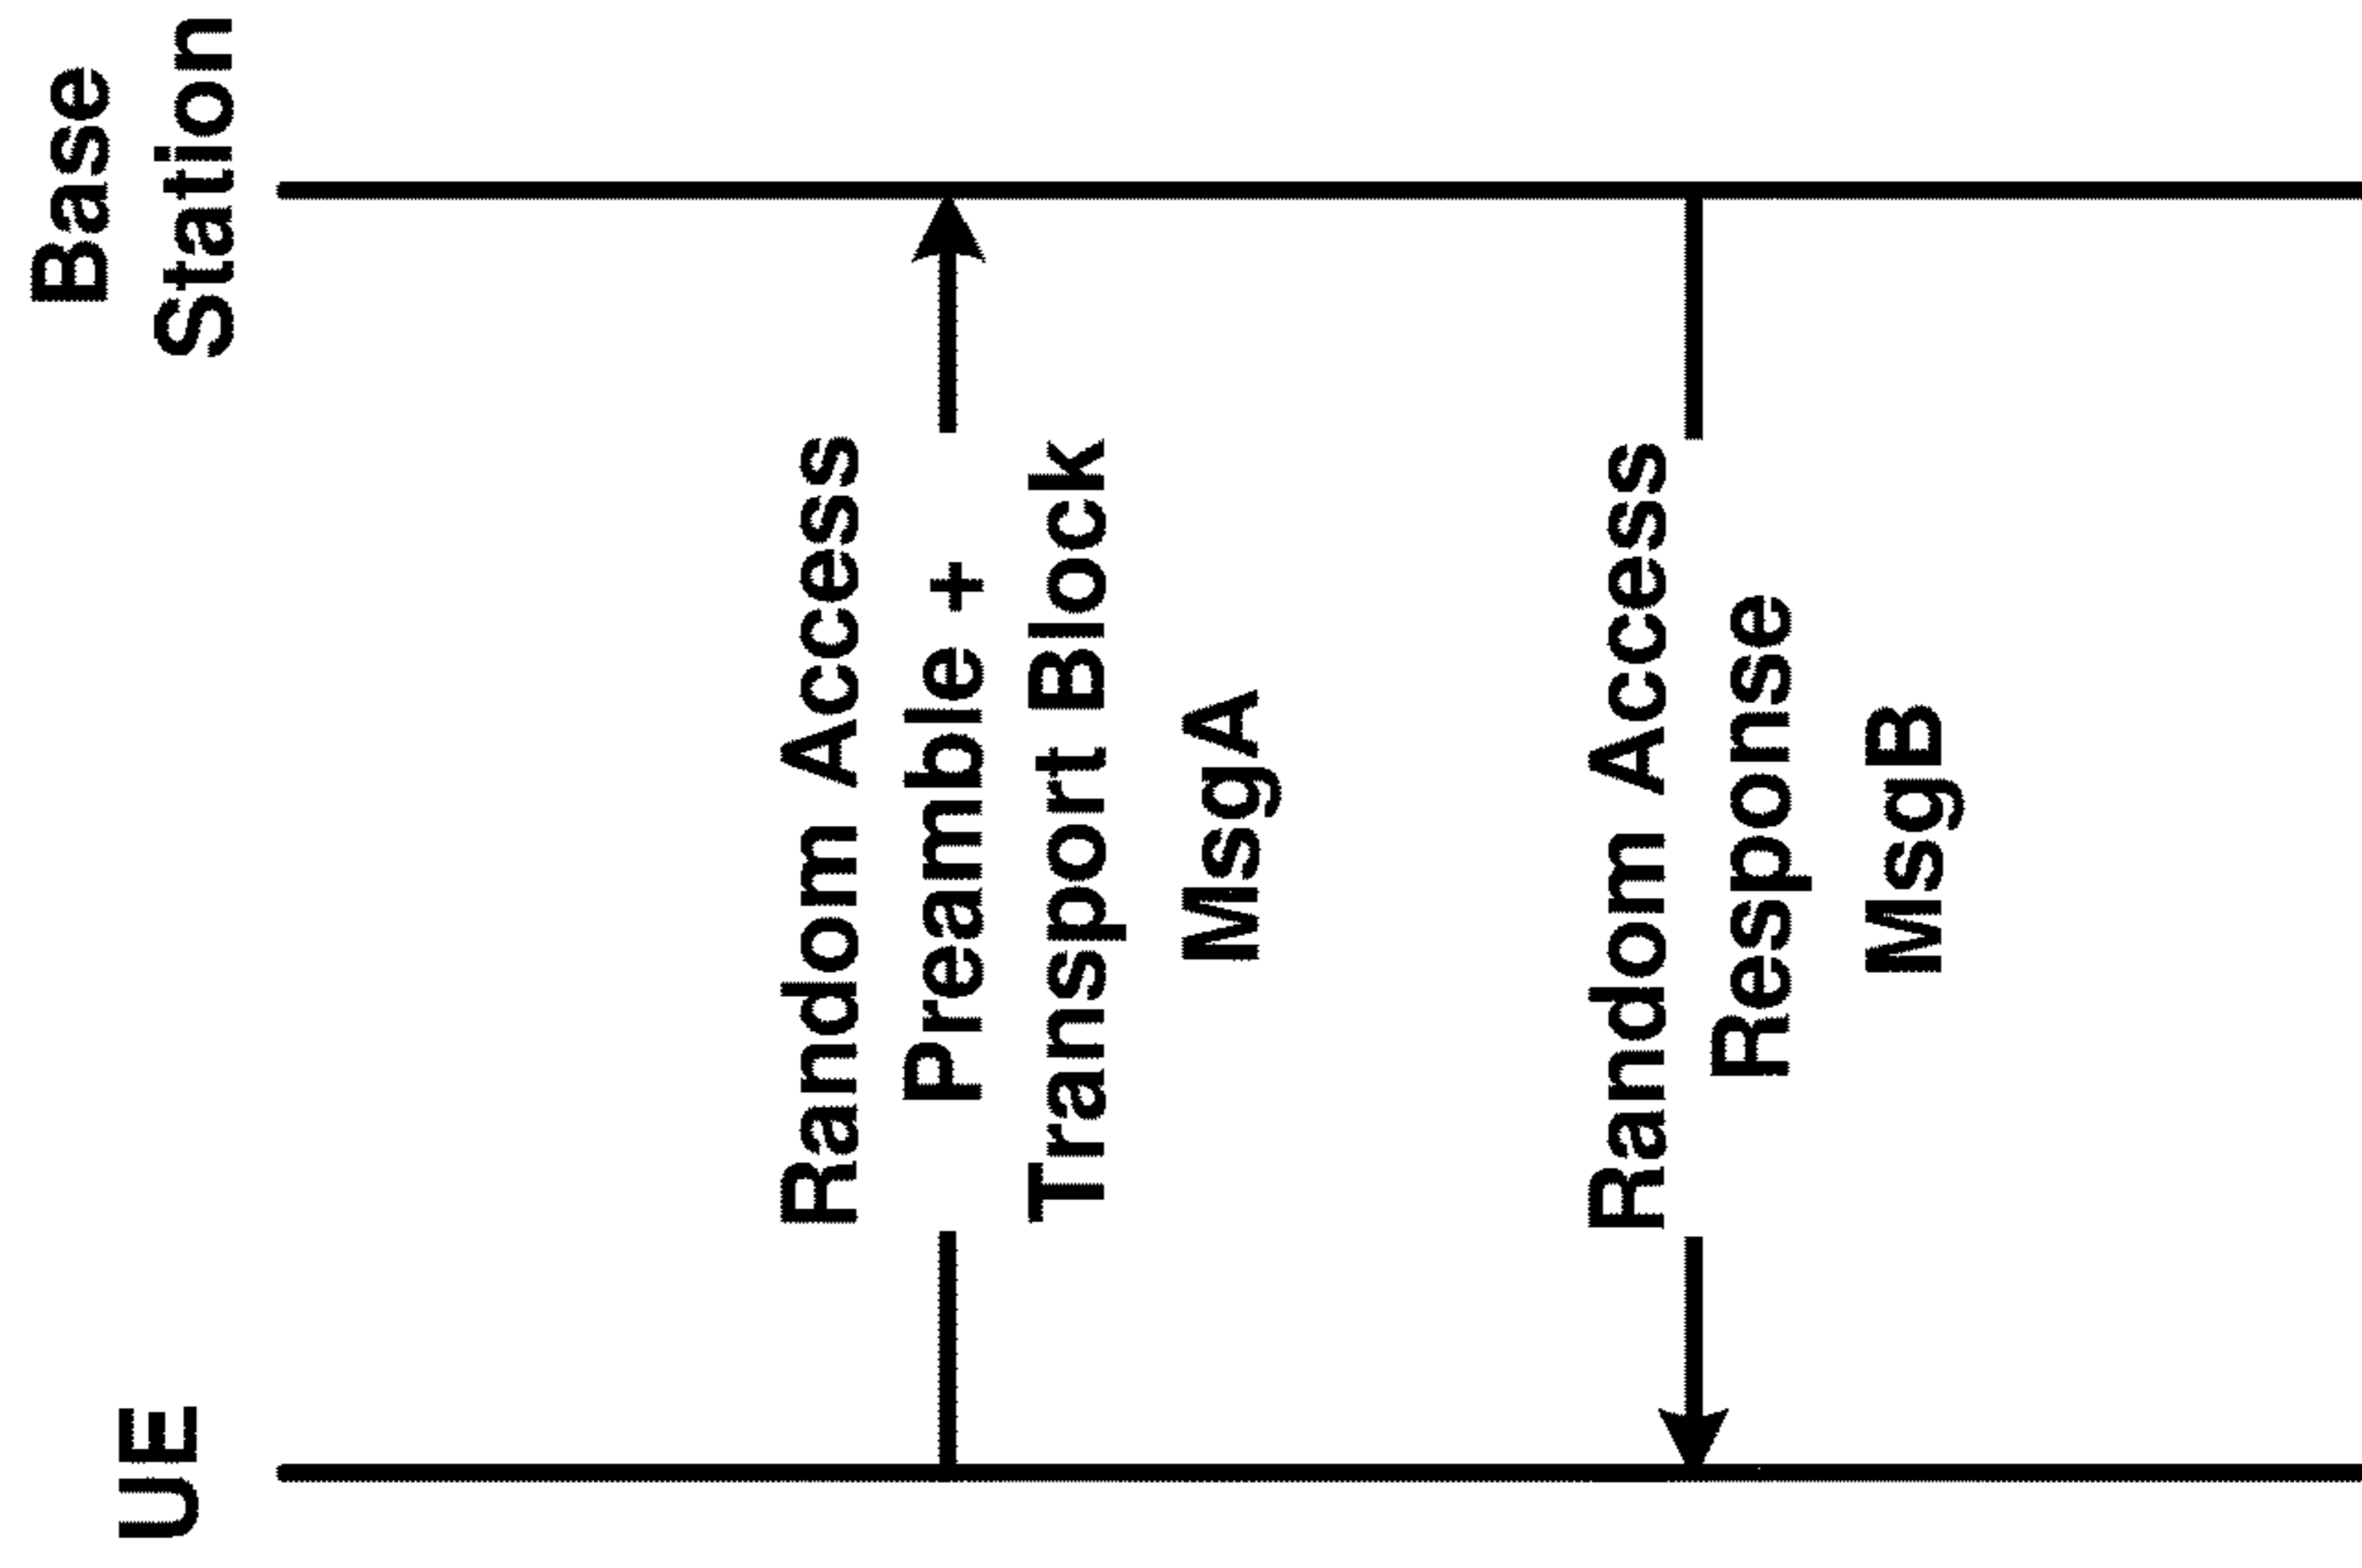 UE
Base
Station
Random Access
Preamble +
Transport Block
MsgA
Random Access
Response
MsgB